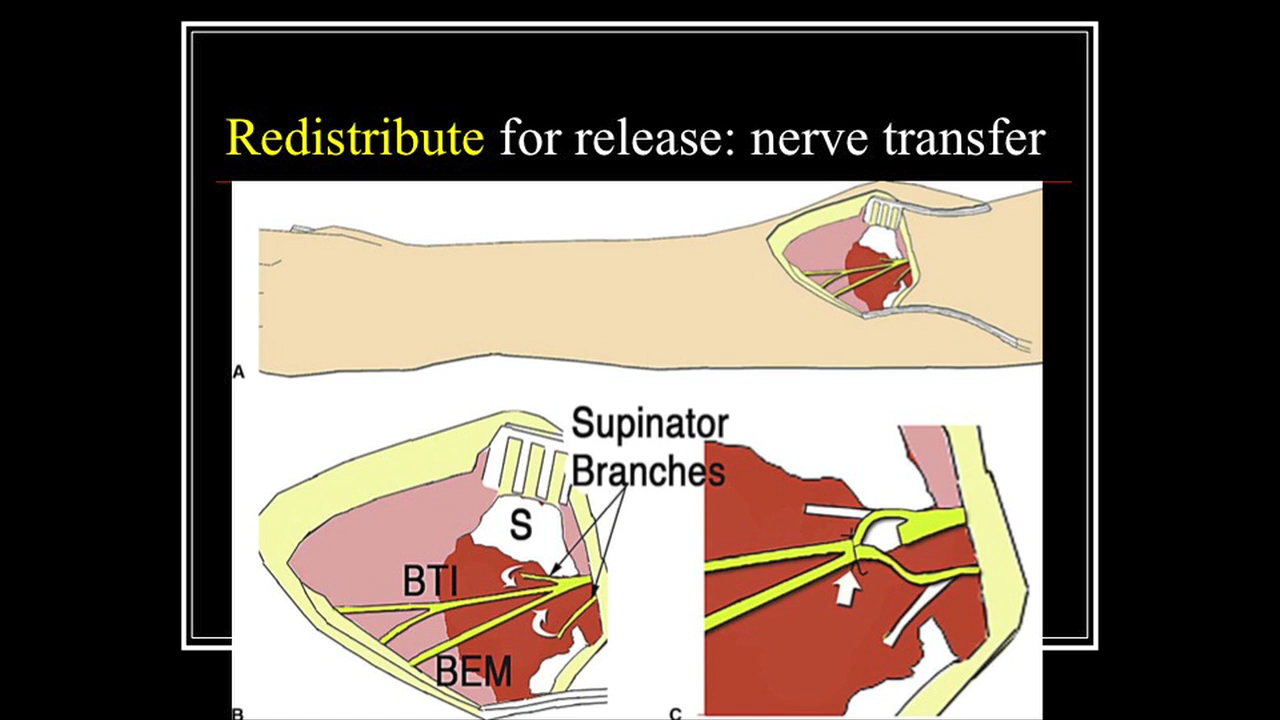 Redistribute for release: nerve transfer
A
Supinator
Branches
S
BTI
BEM
B
C